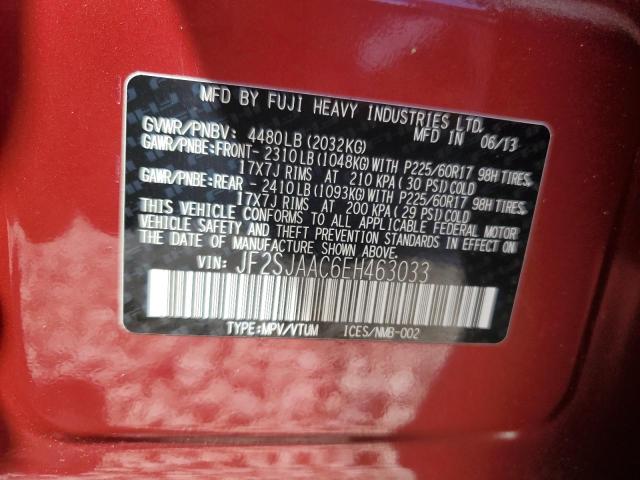 MFD BY FUJI HEAVY INDUSTRIES LTD.
GVWR/PNBV: 4480LB (2032KG) MFD IN 06/13
GAWR/PNBE:FRONT- 2310LB(1048KG)WITH P225/60R17 98H TIRES,
17X7J RIMS AT 210 KPA( 30 PSI)COLD
GAWR/PNBE:REAR - 2410LB(1093KG)WITH P225/60R17 98H TIRES,
17X7J RIMS AT 200 KPA( 29 PSI)COLD
THIS VEHICLE CONFORMS TO ALL APPLICABLE FEDERAL MOTOR
VEHICLE SAFETY AND THEFT PREVENTION STANDARDS IN EFFECT ON
THE DATE OF MANUFACTURE SHOWN ABOVE.
VIN: JF2SJAAC6EH463033
TYPE:MPV/VTUM ICES/NMB-002